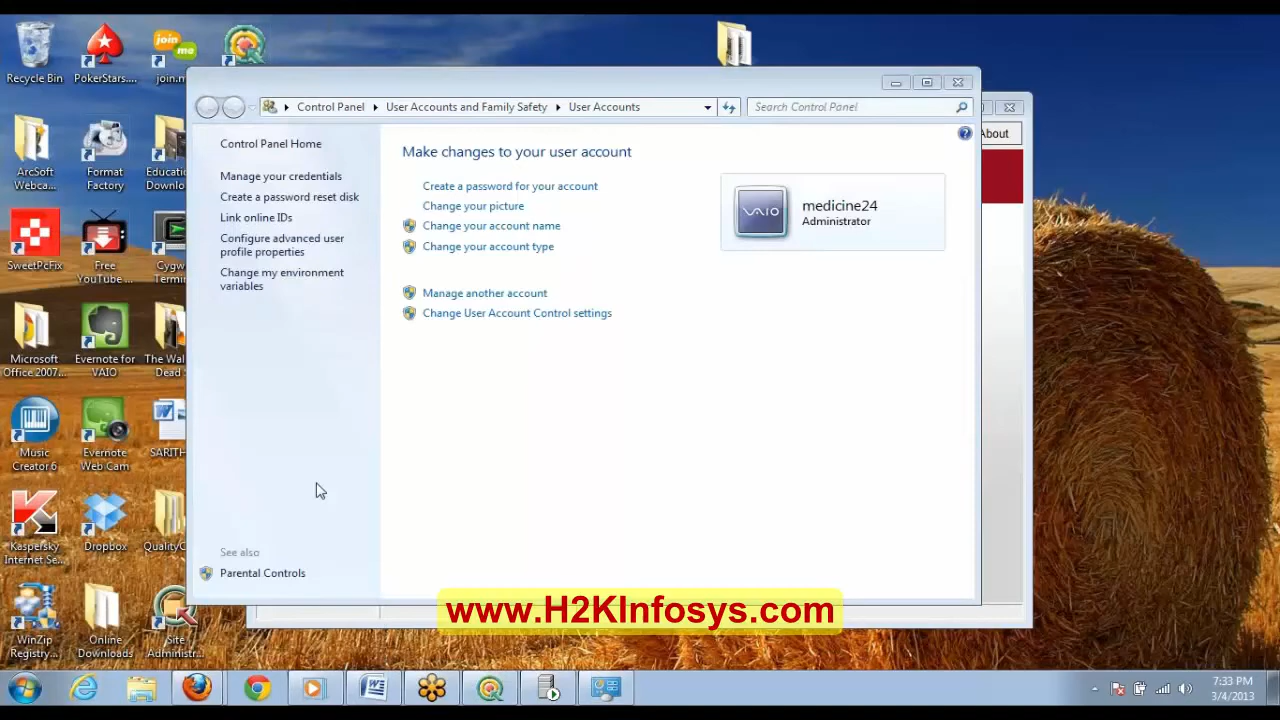 Recycle Bin
PokerStars....
join.m
join
me
ArcSoft
Webca...
Format
Factory
Educatio
Downlo
SweetPcFix
Free
YouTube ...
Cygw
Termi
Microsoft
Office 2007...
Evernote for
VAIO
The Wal
Dead S
Music
Creator 6
Evernote
Web Cam
SARITH
Kaspersky
Internet Se...
Dropbox
QualityC
WinZip
Registry...
Online
Downloads
Site
Administr...
Control Panel
User Accounts and Family Safety
User Accounts
Search Control Panel
About
Control Panel Home
Manage your credentials
Create a password reset disk
Link online IDs
Configure advanced user
profile properties
Change my environment
variables
See also
Parental Controls
Make changes to your user account
Create a password for your account
Change your picture
Change your account name
Change your account type
Manage another account
Change User Account Control settings
VAIO
medicine24
Administrator
www.H2KInfosys.com
7:33 PM
3/4/2013